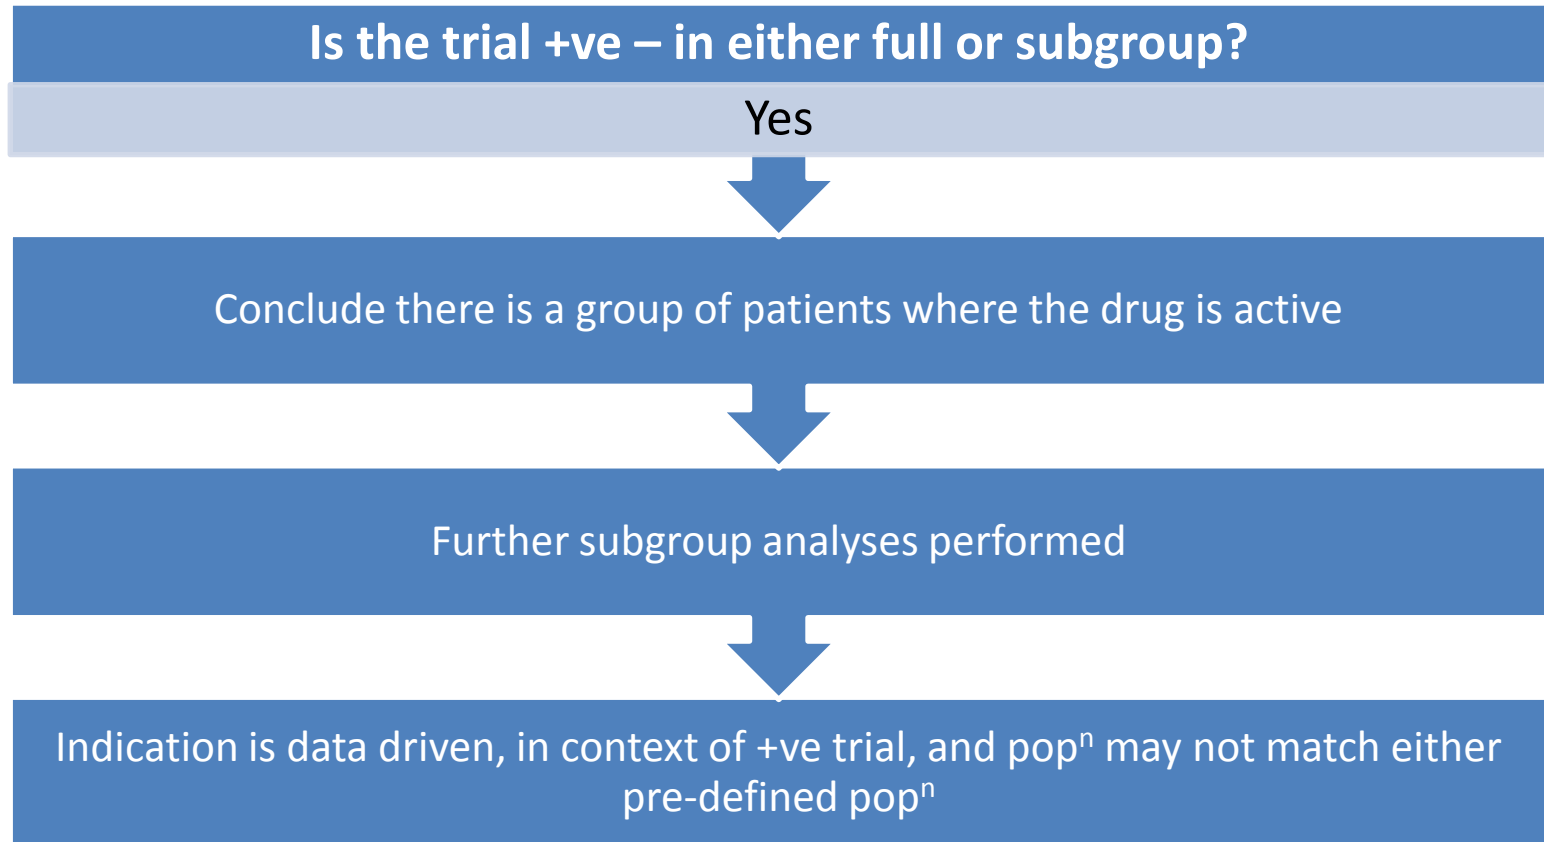 Is the trial +ve – in either full or subgroup?
Yes
Conclude there is a group of patients where the drug is active
Further subgroup analyses performed
Indication is data driven, in context of +ve trial, and popⁿ may not match either
pre-defined popⁿ